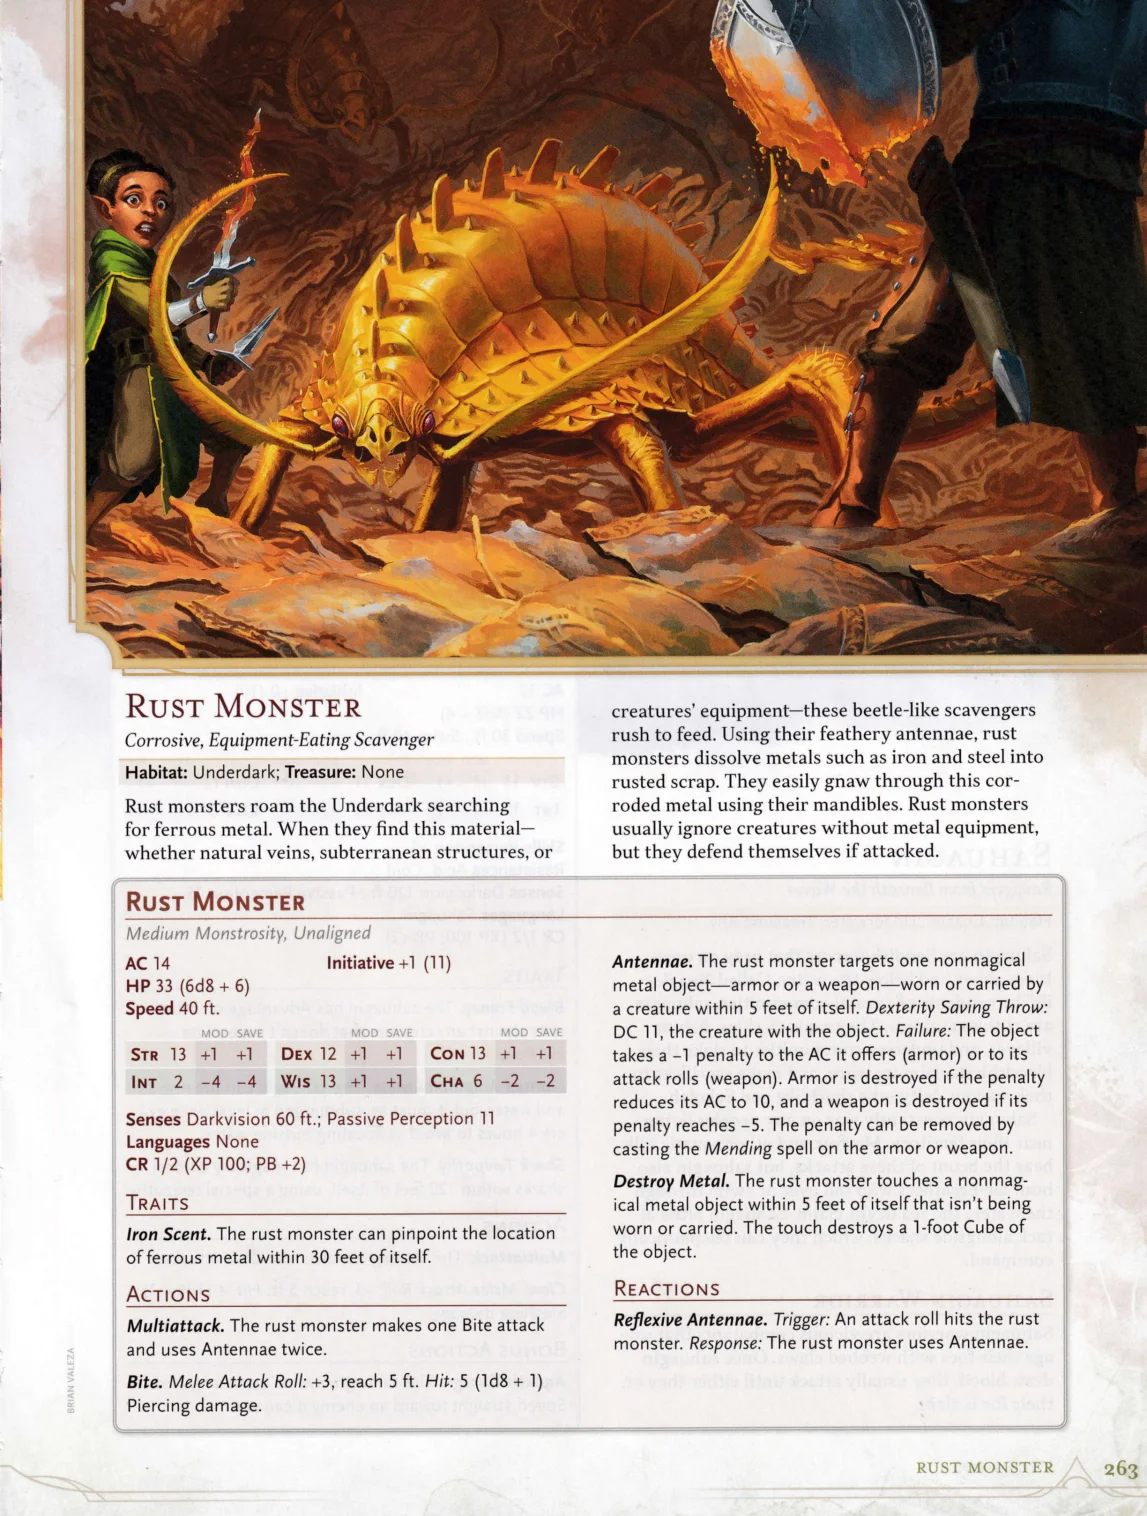 RUST MONSTER
Corrosive, Equipment-Eating Scavenger
Habitat: Underdark; Treasure: None
Rust monsters roam the Underdark searching
for ferrous metal. When they find this material—
whether natural veins, subterranean structures, or
creatures' equipment—these beetle-like scavengers
rush to feed. Using their feathery antennae, rust
monsters dissolve metals such as iron and steel into
rusted scrap. They easily gnaw through this cor-
roded metal using their mandibles. Rust monsters
usually ignore creatures without metal equipment,
but they defend themselves if attacked.
RUST MONSTER
Medium Monstrosity, Unaligned
AC 14 Initiative +1 (11)
HP 33 (6d8 + 6)
Speed 40 ft.
MOD SAVE MOD SAVE MOD SAVE
STR 13 +1 +1 DEX 12 +1 +1 CON 13 +1 +1
INT 2 −4 −4 WIS 13 +1 +1 CHA 6 −2 −2
Senses Darkvision 60 ft.; Passive Perception 11
Languages None
CR 1/2 (XP 100; PB +2)
TRAITS
Iron Scent. The rust monster can pinpoint the location
of ferrous metal within 30 feet of itself.
ACTIONS
Multiattack. The rust monster makes one Bite attack
and uses Antennae twice.
Bite. Melee Attack Roll: +3, reach 5 ft. Hit: 5 (1d8 + 1)
Piercing damage.
Antennae. The rust monster targets one nonmagical
metal object—armor or a weapon—worn or carried by
a creature within 5 feet of itself. Dexterity Saving Throw:
DC 11, the creature with the object. Failure: The object
takes a −1 penalty to the AC it offers (armor) or to its
attack rolls (weapon). Armor is destroyed if the penalty
reduces its AC to 10, and a weapon is destroyed if its
penalty reaches −5. The penalty can be removed by
casting the Mending spell on the armor or weapon.
Destroy Metal. The rust monster touches a nonmag-
ical metal object within 5 feet of itself that isn't being
worn or carried. The touch destroys a 1-foot Cube of
the object.
REACTIONS
Reflexive Antennae. Trigger: An attack roll hits the rust
monster. Response: The rust monster uses Antennae.
BRIAN VALEZA
RUST MONSTER 263